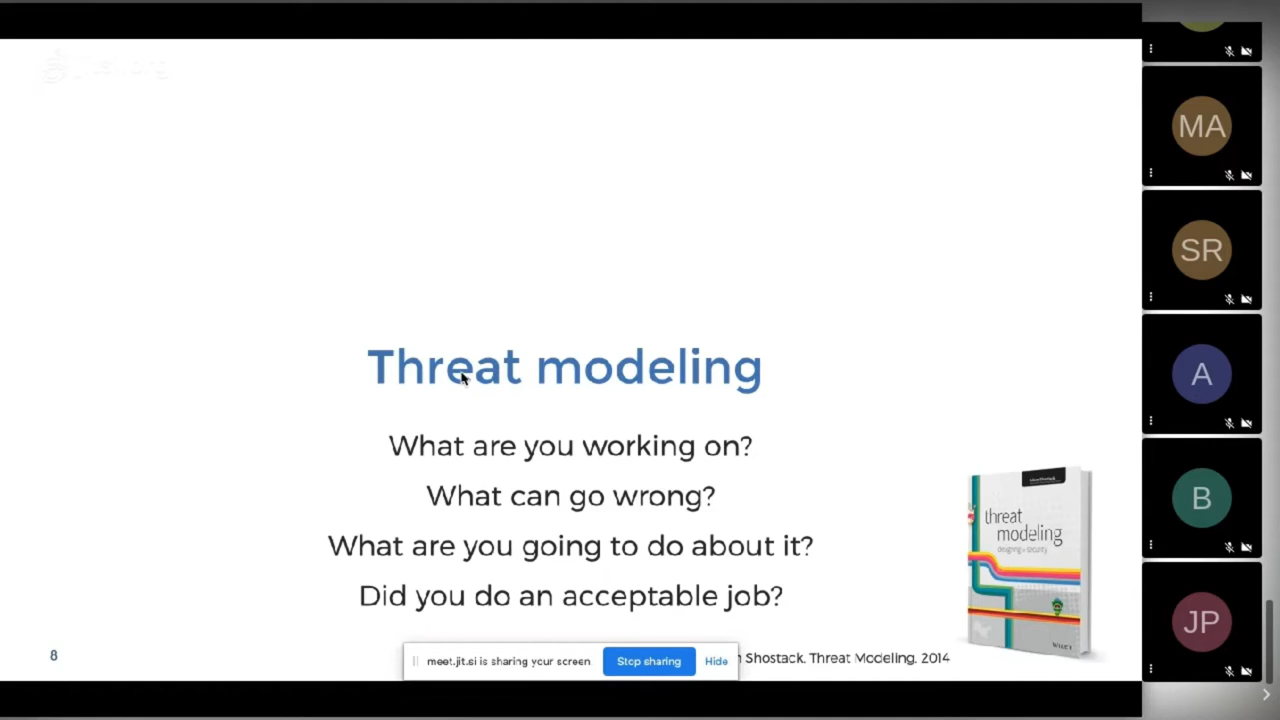 Threat modeling
What are you working on?
What can go wrong?
What are you going to do about it?
Did you do an acceptable job?
threat
modeling
WILEY
8
meet.jit.si is sharing your screen
Stop sharing
Hide
Shostack. Threat Modeling. 2014
MA
SR
A
B
JP